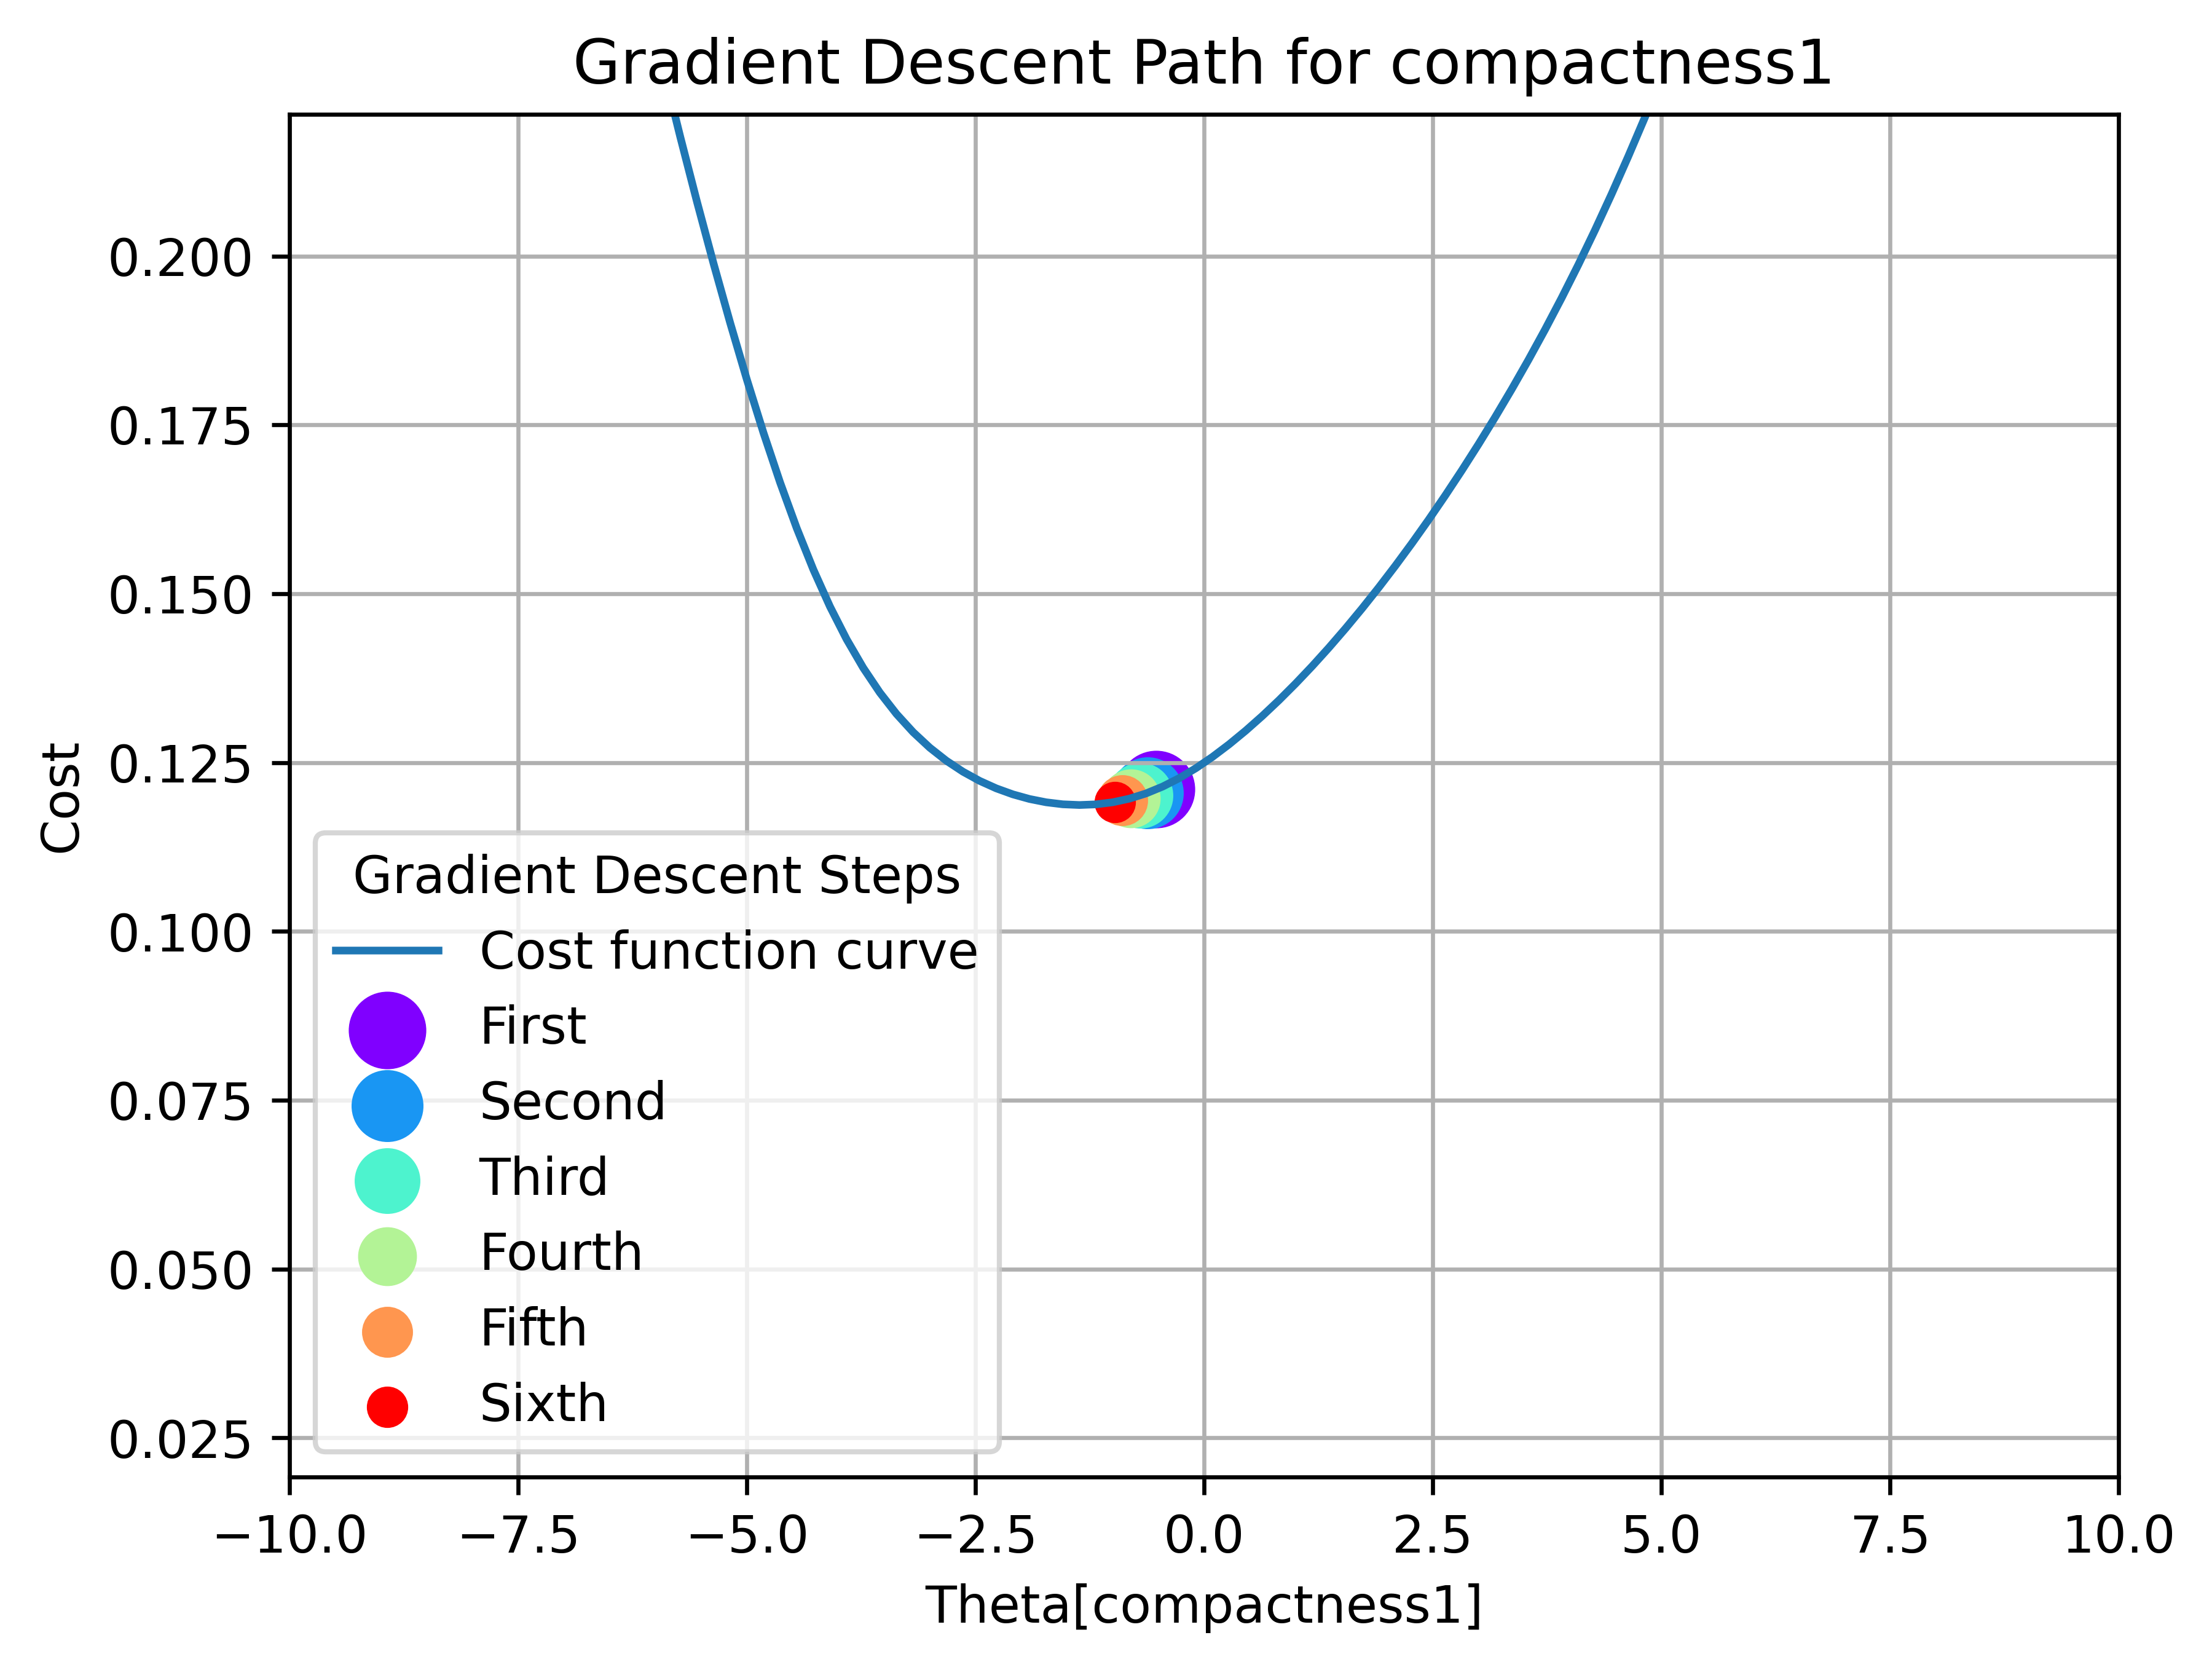 Gradient Descent Path for compactness1
0.200
0.175
0.150
0.125
0.100
0.075
0.050
0.025
Cost
Gradient Descent Steps
Cost function curve
First
Second
Third
Fourth
Fifth
Sixth
−10.0 −7.5 −5.0 −2.5 0.0 2.5 5.0 7.5 10.0
Theta[compactness1]